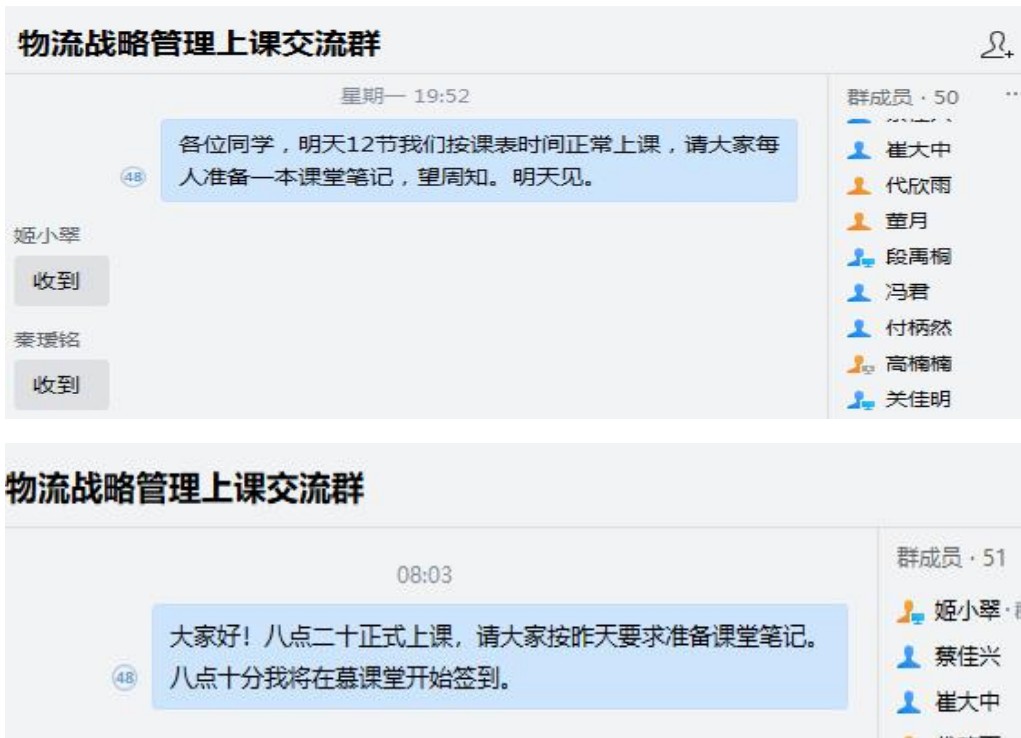 物流战略管理上课交流群
星期一 19:52
各位同学，明天12节我们按课表时间正常上课，请大家每
人准备一本课堂笔记，望周知。明天见。
48
姬小翠
收到
秦瑷铭
收到
群成员 · 50
崔大中
代欣雨
董月
段禹桐
冯君
付柄然
高楠楠
关佳明
物流战略管理上课交流群
08:03
大家好！八点二十正式上课，请大家按昨天要求准备课堂笔记。
八点十分我将在慕课堂开始签到。
48
群成员 · 51
姬小翠
蔡佳兴
崔大中